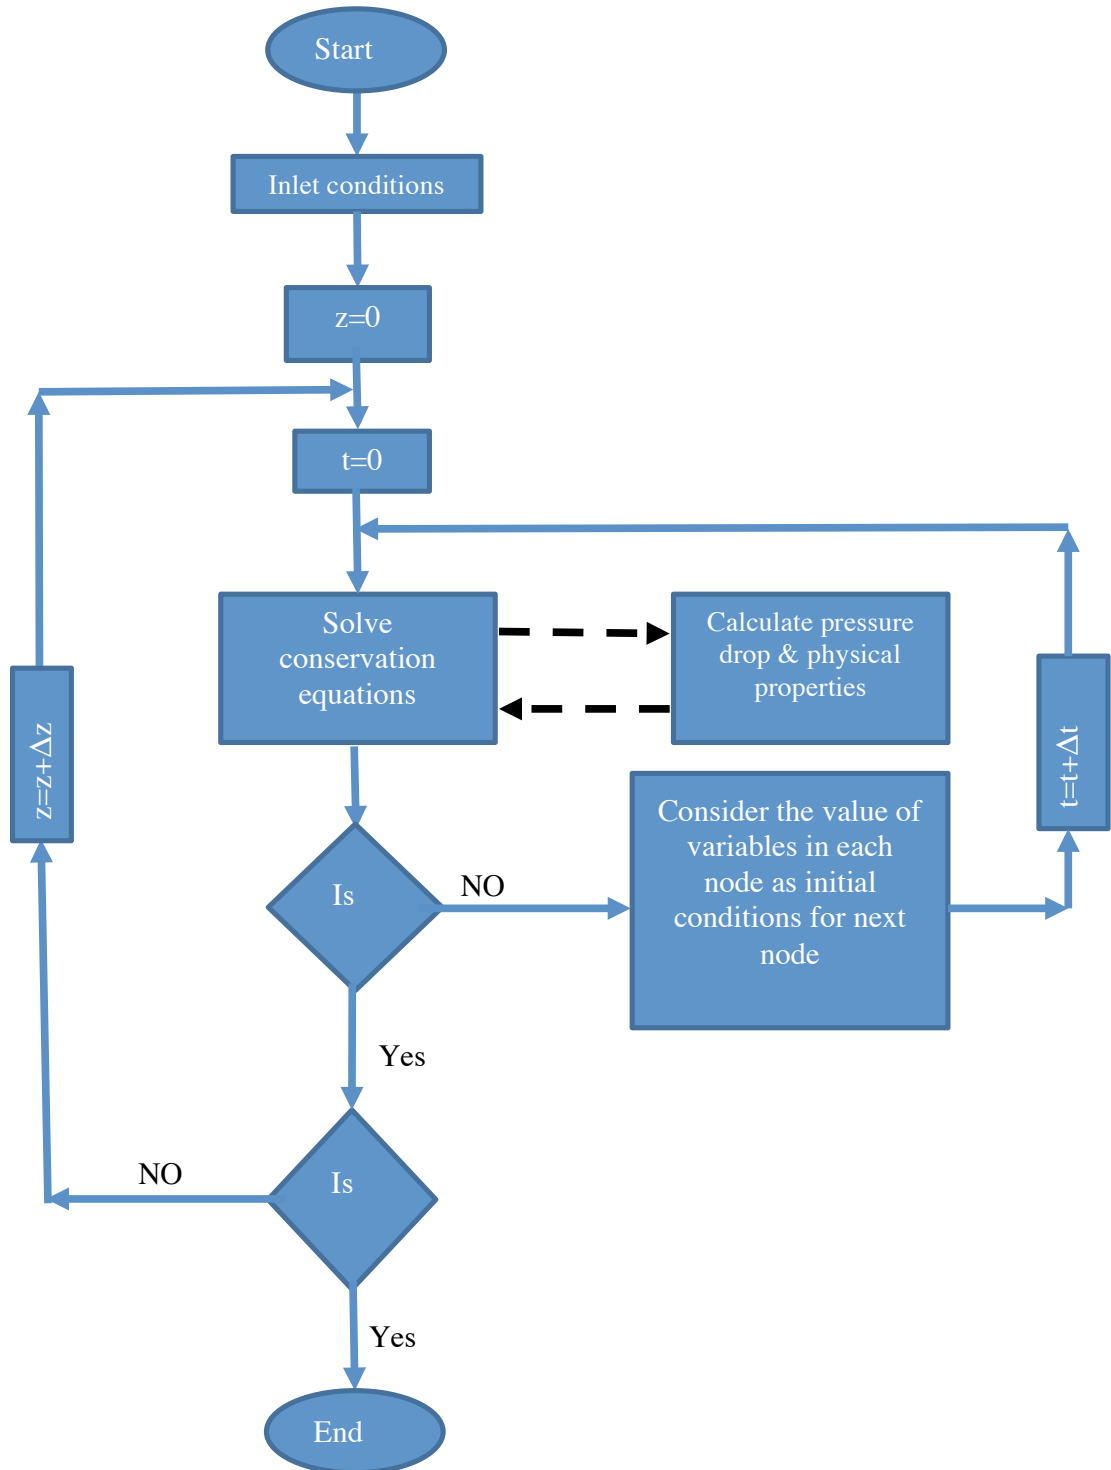 Start
Inlet conditions
z=0
t=0
Solve
conservation
equations
Calculate pressure
drop & physical
properties
z=z+Δz
t=t+Δt
Consider the value of
variables in each
node as initial
conditions for next
node
Is
NO
Yes
Is
NO
Yes
End